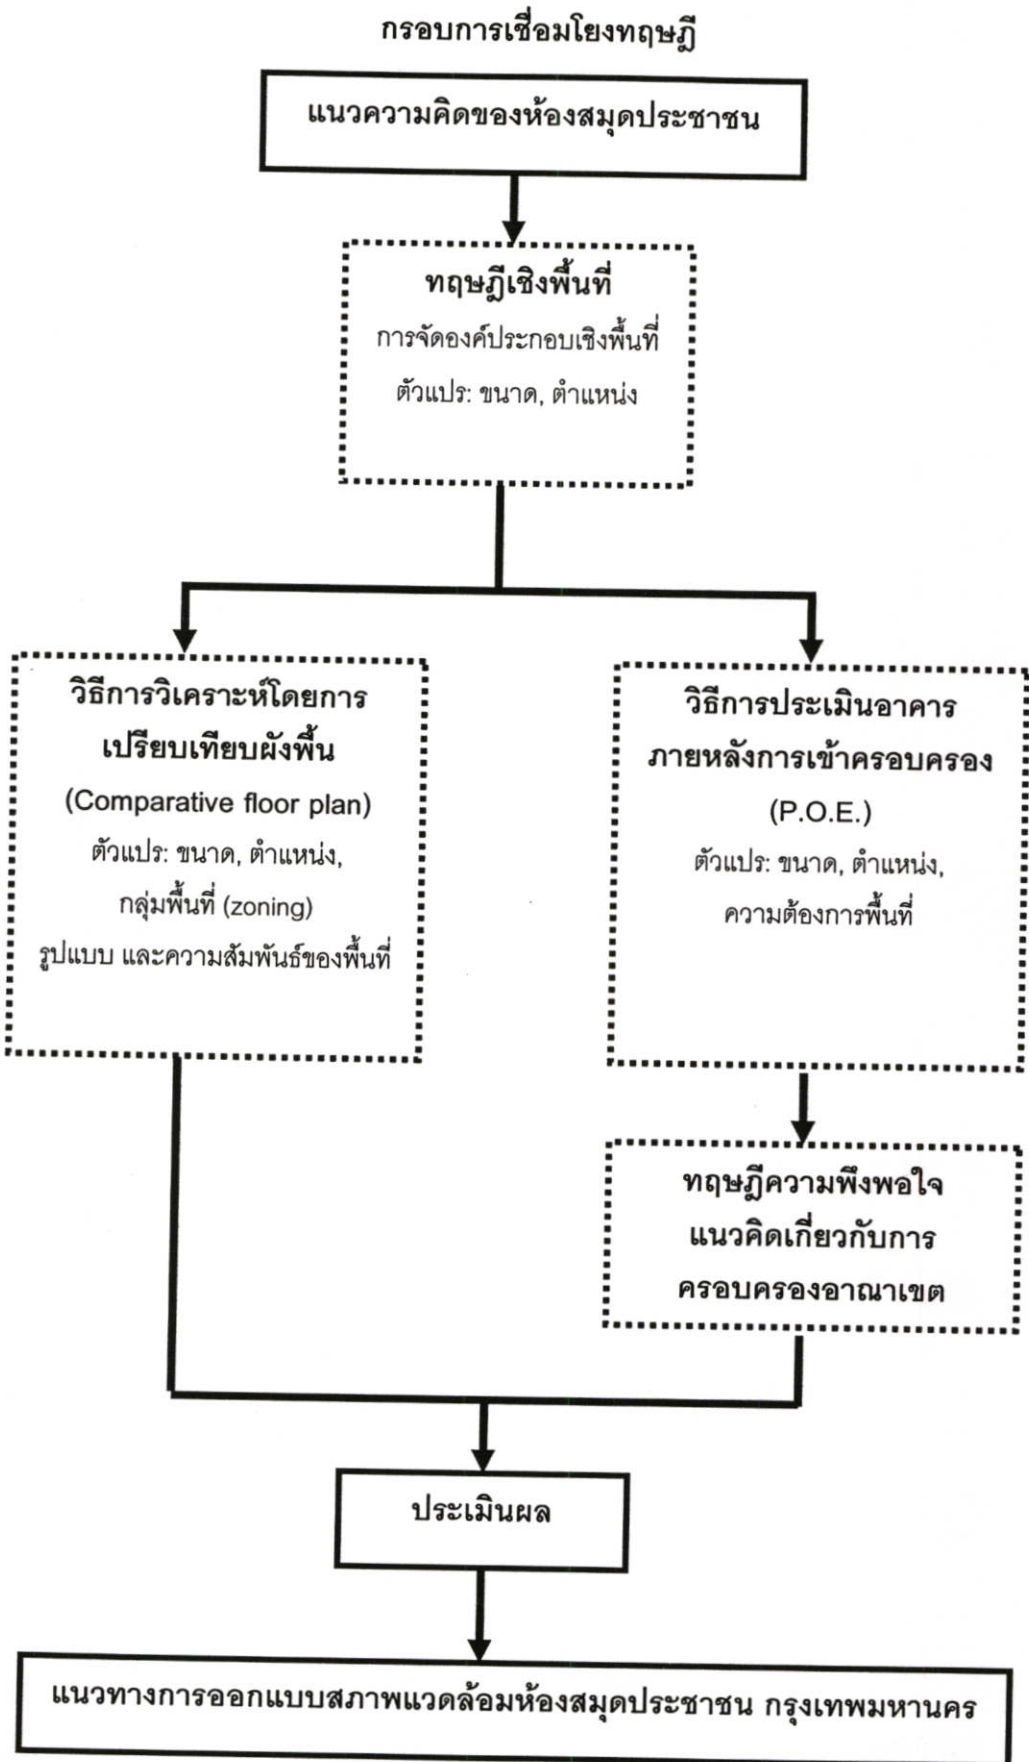 กรอบการเชื่อมโยงทฤษฎี
แนวความคิดของห้องสมุดประชาชน
ทฤษฎีเชิงพื้นที่
การจัดองค์ประกอบเชิงพื้นที่
ตัวแปร: ขนาด, ตำแหน่ง
วิธีการวิเคราะห์โดยการ
เปรียบเทียบผังพื้น
(Comparative floor plan)
ตัวแปร: ขนาด, ตำแหน่ง,
กลุ่มพื้นที่ (zoning)
รูปแบบ และความสัมพันธ์ของพื้นที่
วิธีการประเมินอาคาร
ภายหลังการเข้าครอบครอง
(P.O.E.)
ตัวแปร: ขนาด, ตำแหน่ง,
ความต้องการพื้นที่
ทฤษฎีความพึงพอใจ
แนวคิดเกี่ยวกับการ
ครอบครองอาณาเขต
ประเมินผล
แนวทางการออกแบบสภาพแวดล้อมห้องสมุดประชาชน กรุงเทพมหานคร